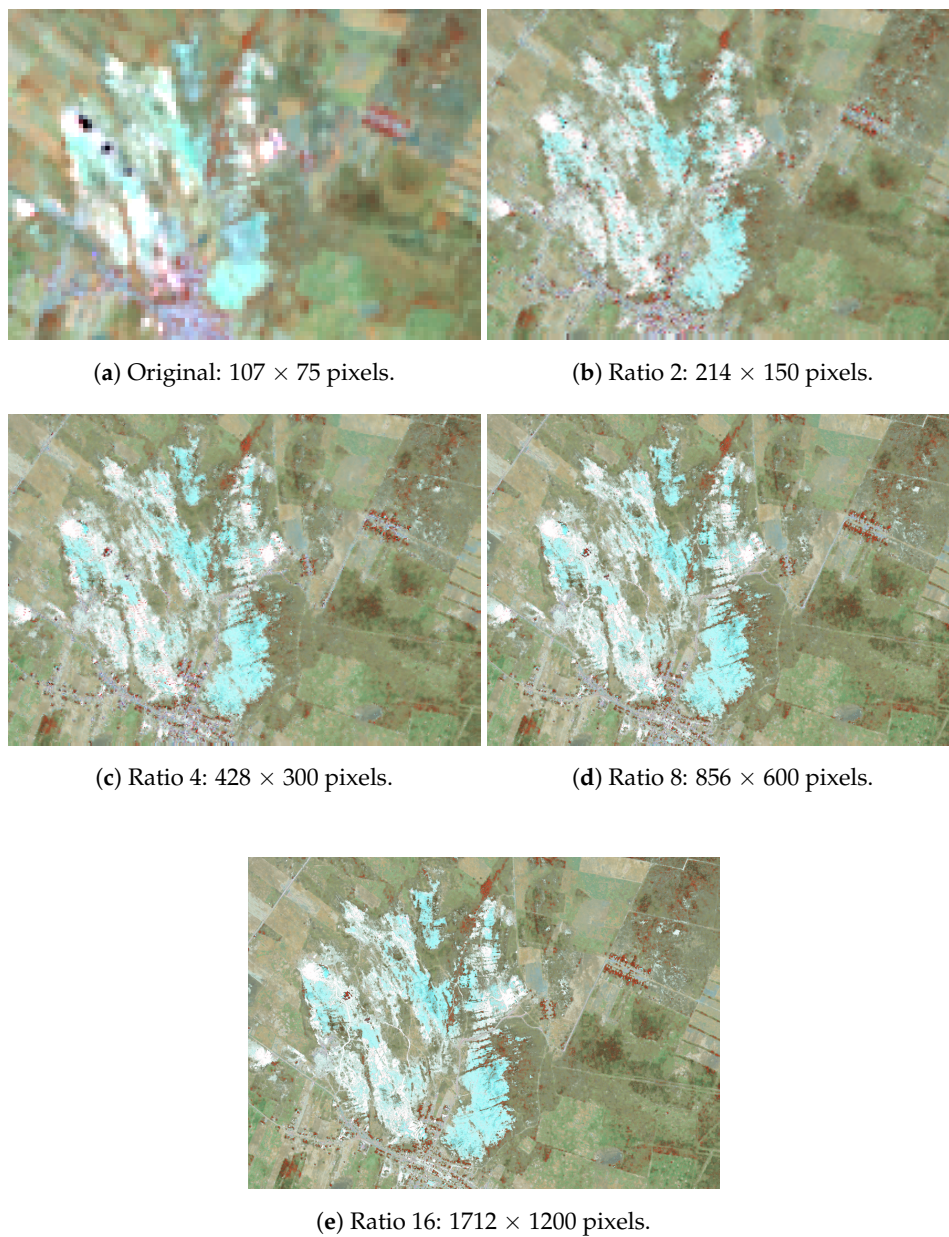 (a) Original: 107 × 75 pixels.
(b) Ratio 2: 214 × 150 pixels.
(c) Ratio 4: 428 × 300 pixels.
(d) Ratio 8: 856 × 600 pixels.
(e) Ratio 16: 1712 × 1200 pixels.